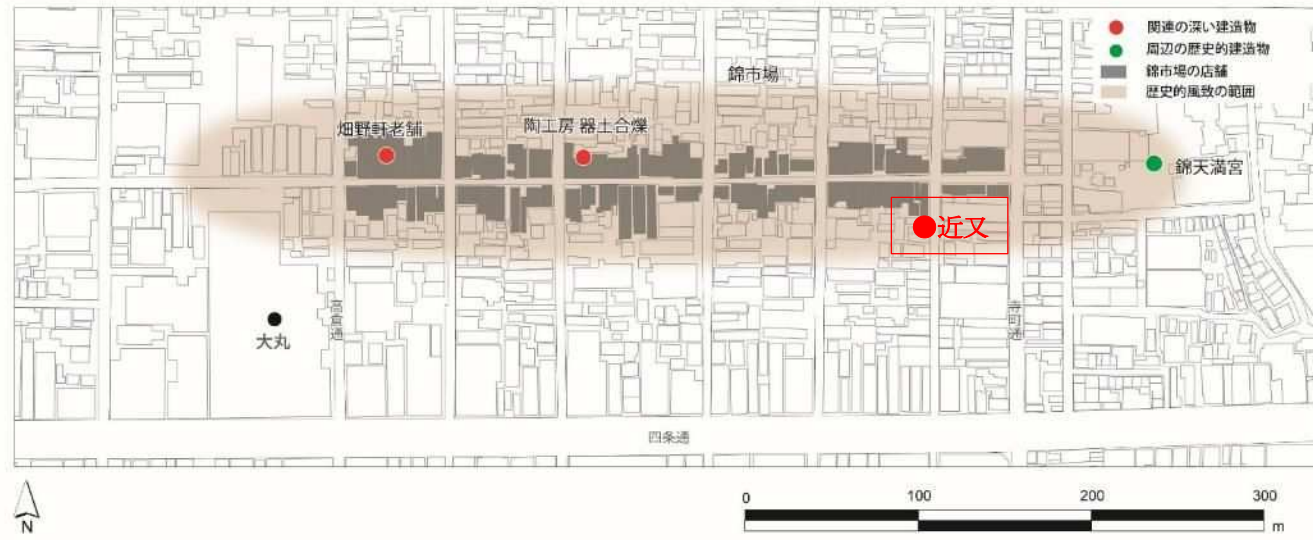 関連の深い建造物
周辺の歴史的建造物
錦市場の店舗
歴史的風致の範囲
錦市場
畑野軒老舗
陶工房 器土合爍
錦天満宮
近又
高倉通
寺町通
大丸
四条通
N
0 100 200 300
m